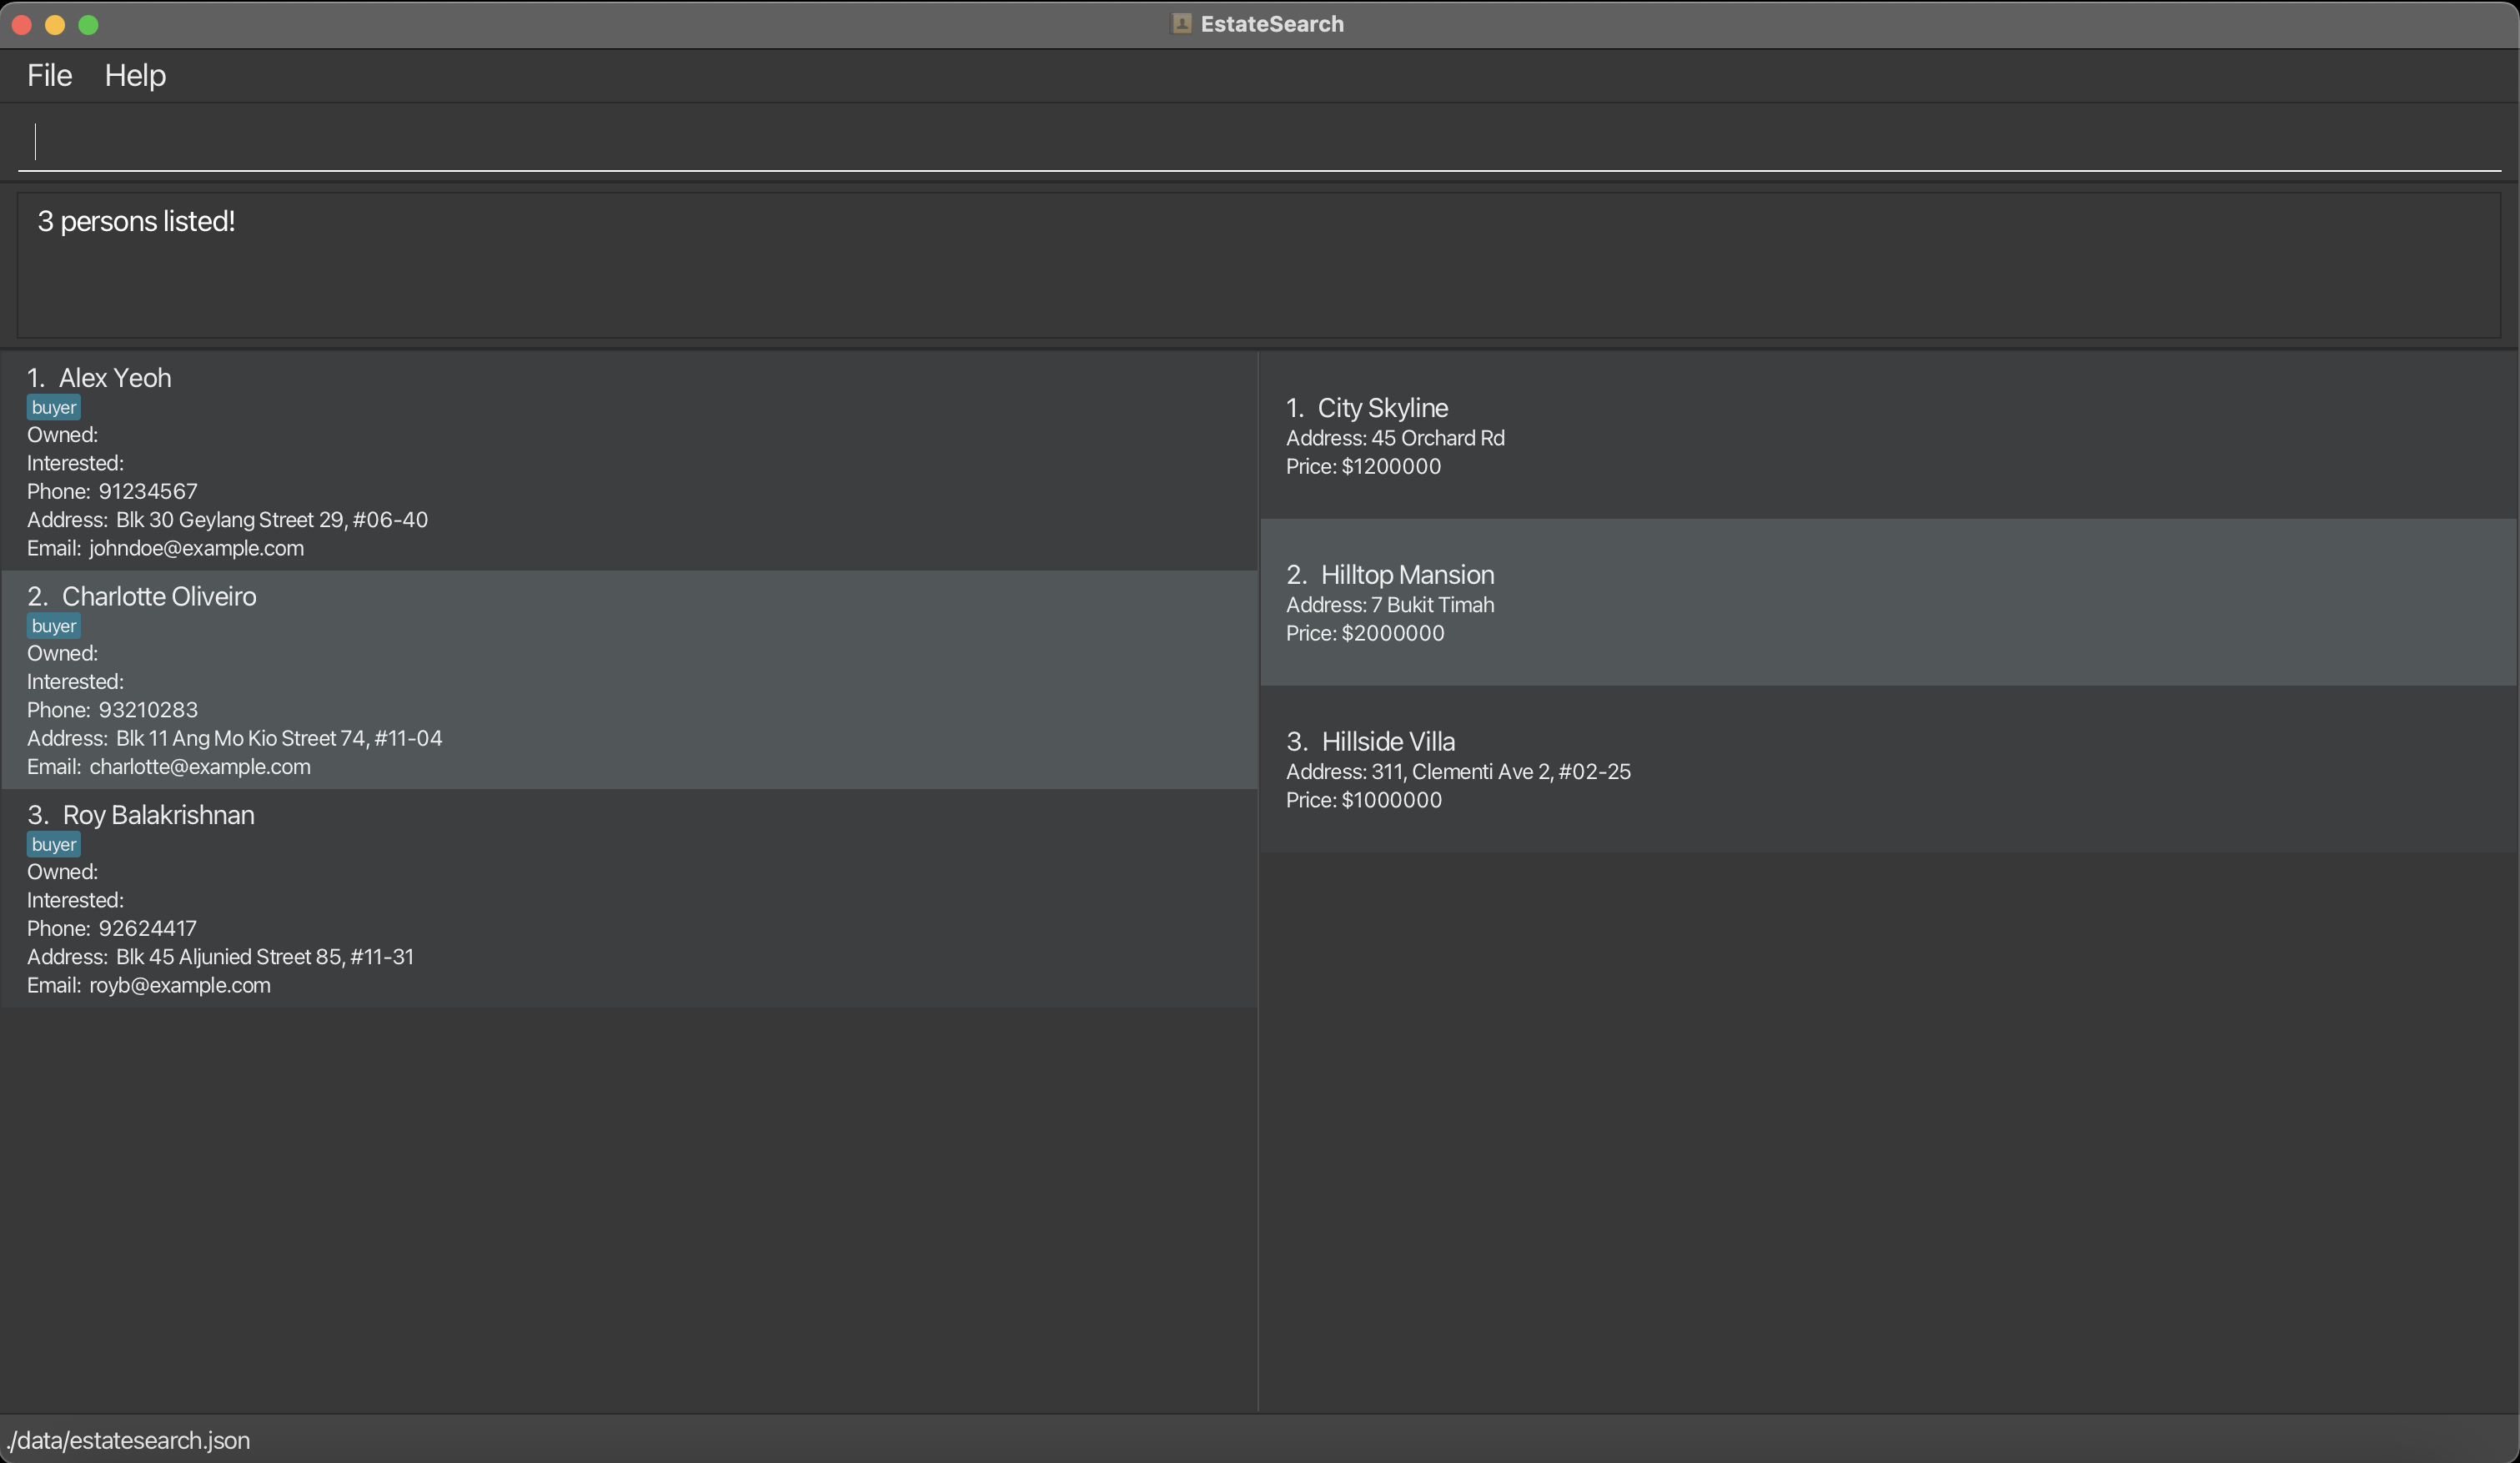 EstateSearch
File Help
3 persons listed!
1. Alex Yeoh
buyer
Owned:
Interested:
Phone: 91234567
Address: Blk 30 Geylang Street 29, #06-40
Email: johndoe@example.com
2. Charlotte Oliveiro
buyer
Owned:
Interested:
Phone: 93210283
Address: Blk 11 Ang Mo Kio Street 74, #11-04
Email: charlotte@example.com
3. Roy Balakrishnan
buyer
Owned:
Interested:
Phone: 92624417
Address: Blk 45 Aljunied Street 85, #11-31
Email: royb@example.com
1. City Skyline
Address: 45 Orchard Rd
Price: $1200000
2. Hilltop Mansion
Address: 7 Bukit Timah
Price: $2000000
3. Hillside Villa
Address: 311, Clementi Ave 2, #02-25
Price: $1000000
./data/estatesearch.json